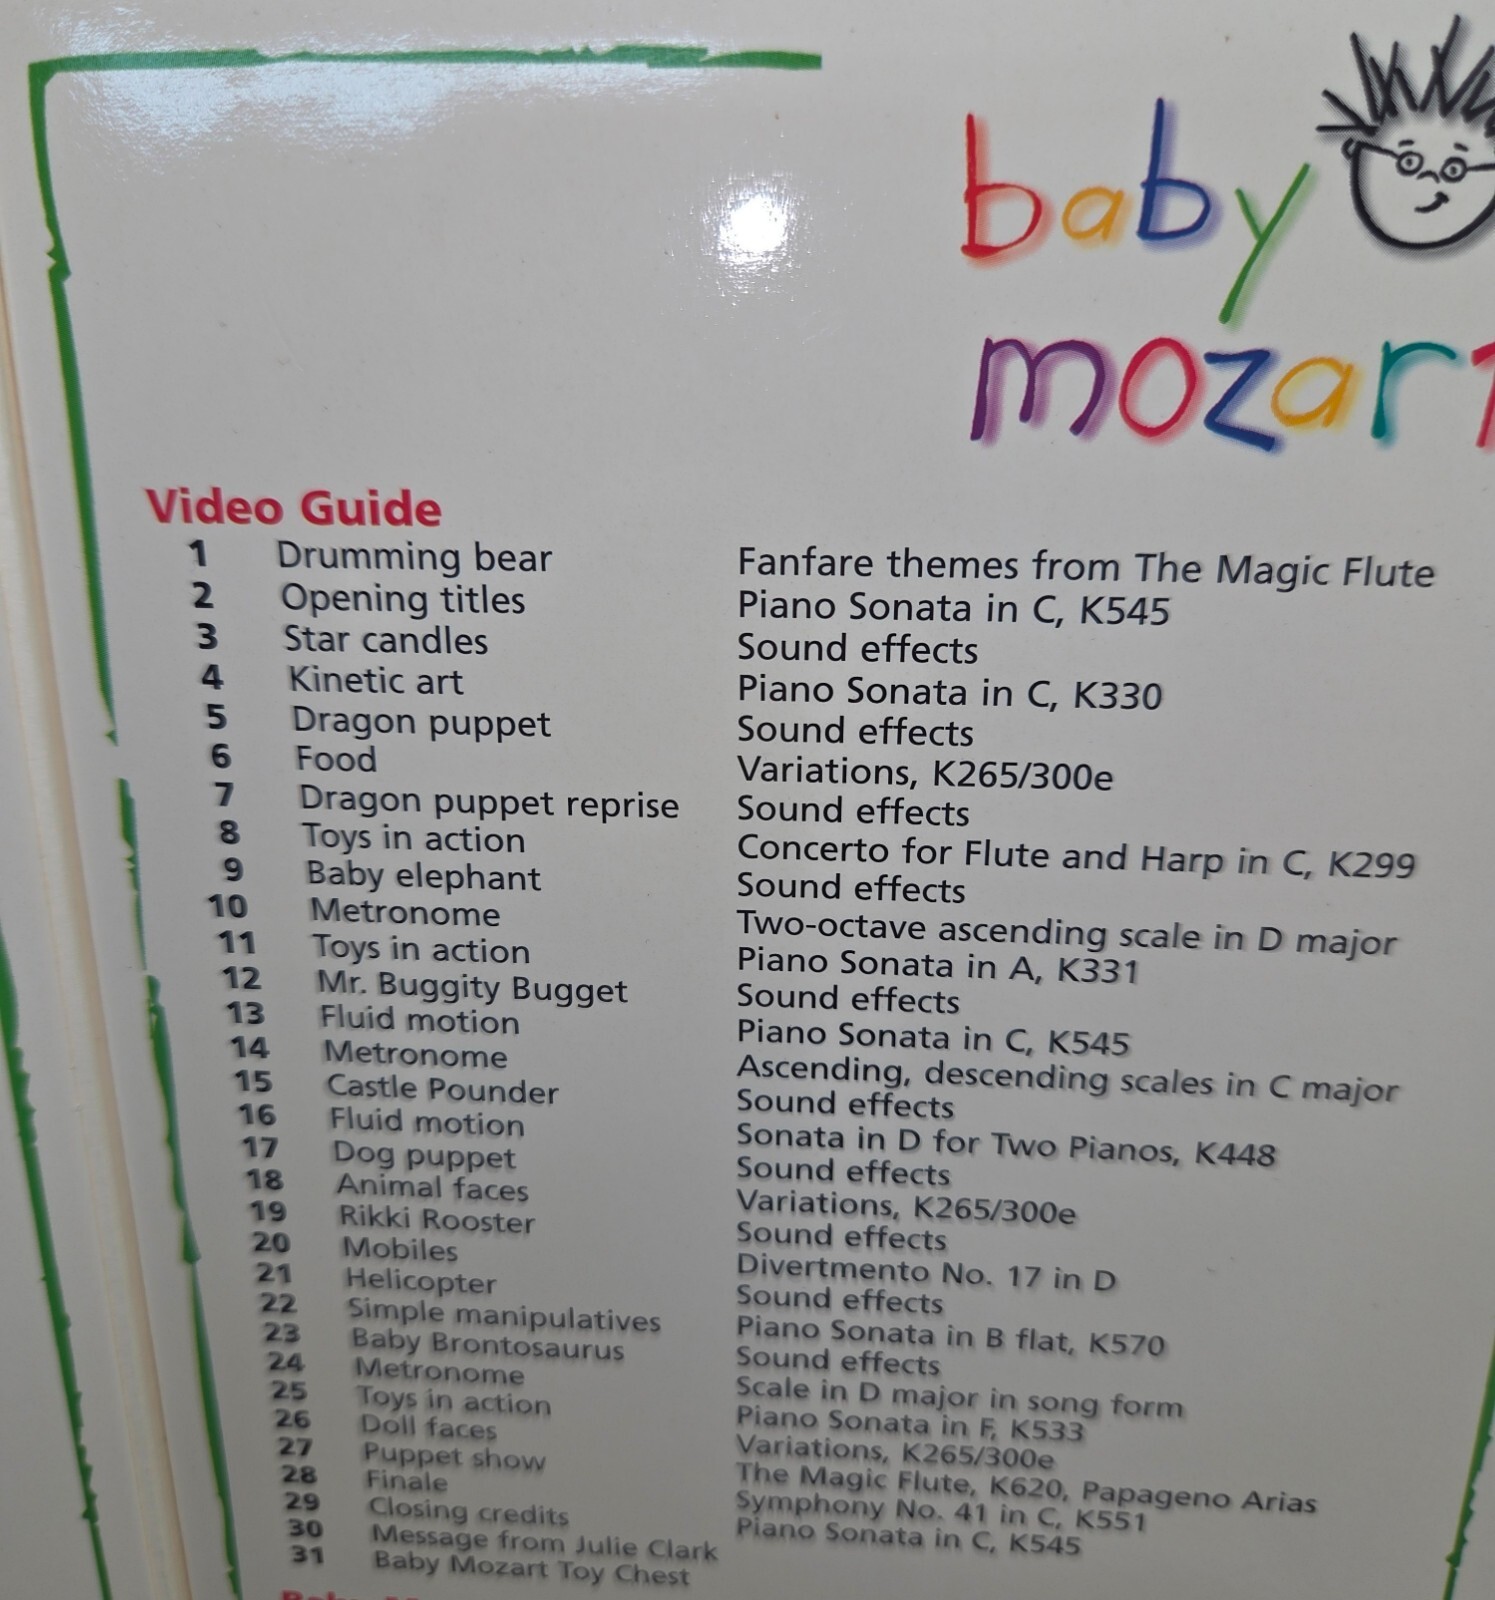 baby
mozart
Video Guide
1 Drumming bear Fanfare themes from The Magic Flute
2 Opening titles Piano Sonata in C, K545
3 Star candles Sound effects
4 Kinetic art Piano Sonata in C, K330
5 Dragon puppet Sound effects
6 Food Variations, K265/300e
7 Dragon puppet reprise Sound effects
8 Toys in action Concerto for Flute and Harp in C, K299
9 Baby elephant Sound effects
10 Metronome Two-octave ascending scale in D major
11 Toys in action Piano Sonata in A, K331
12 Mr. Buggity Bugget Sound effects
13 Fluid motion Piano Sonata in C, K545
14 Metronome Ascending, descending scales in C major
15 Castle Pounder Sound effects
16 Fluid motion Sonata in D for Two Pianos, K448
17 Dog puppet Sound effects
18 Animal faces Variations, K265/300e
19 Rikki Rooster Sound effects
20 Mobiles Divertmento No. 17 in D
21 Helicopter Sound effects
22 Simple manipulatives Piano Sonata in B flat, K570
23 Baby Brontosaurus Sound effects
24 Metronome Scale in D major in song form
25 Toys in action Piano Sonata in F, K533
26 Doll faces Variations, K265/300e
27 Puppet show The Magic Flute, K620, Papageno Arias
28 Finale Symphony No. 41 in C, K551
29 Closing credits Piano Sonata in C, K545
30 Message from Julie Clark
31 Baby Mozart Toy Chest